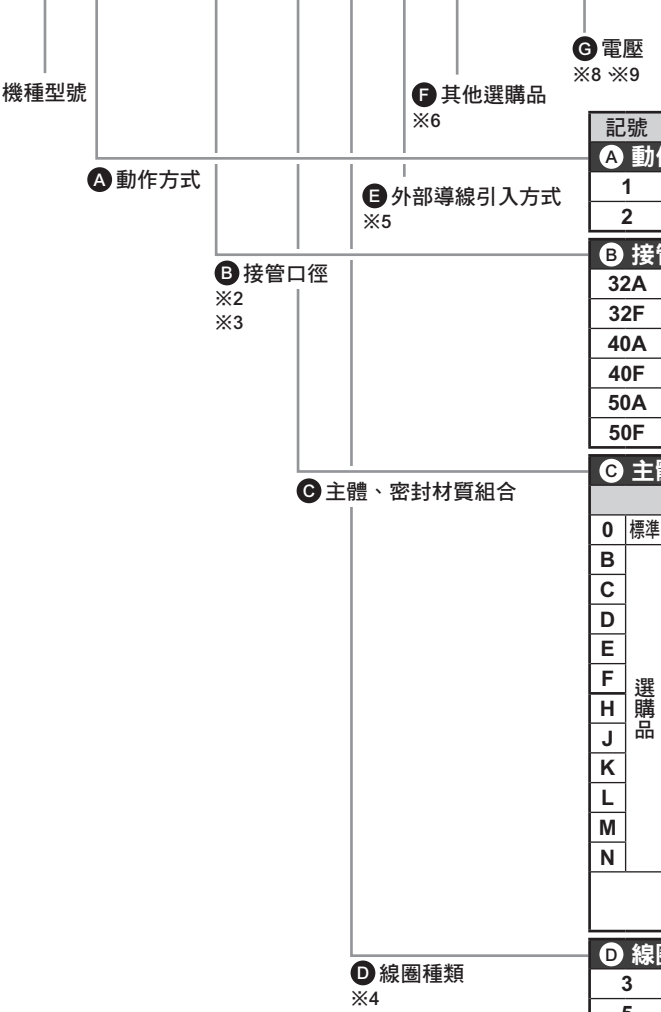 G 電壓
※8、※9
機種型號
F 其他選購品
※6
A 動作方式
E 外部導線引入方式
※5
B 接管口徑
※2
※3
C 主體、密封材質組合
D 線圈種類
※4
記號
A
1
2
B 接
32A
32F
40A
40F
50A
50F
C 主
0 標準
B
C
D
E
F
H
J
K
L
M
N
選購品
D 線
3
5